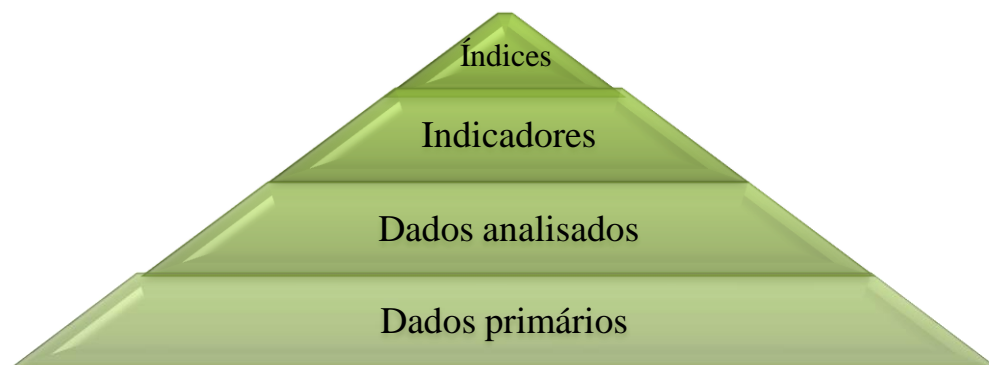 Índices
Indicadores
Dados analisados
Dados primários